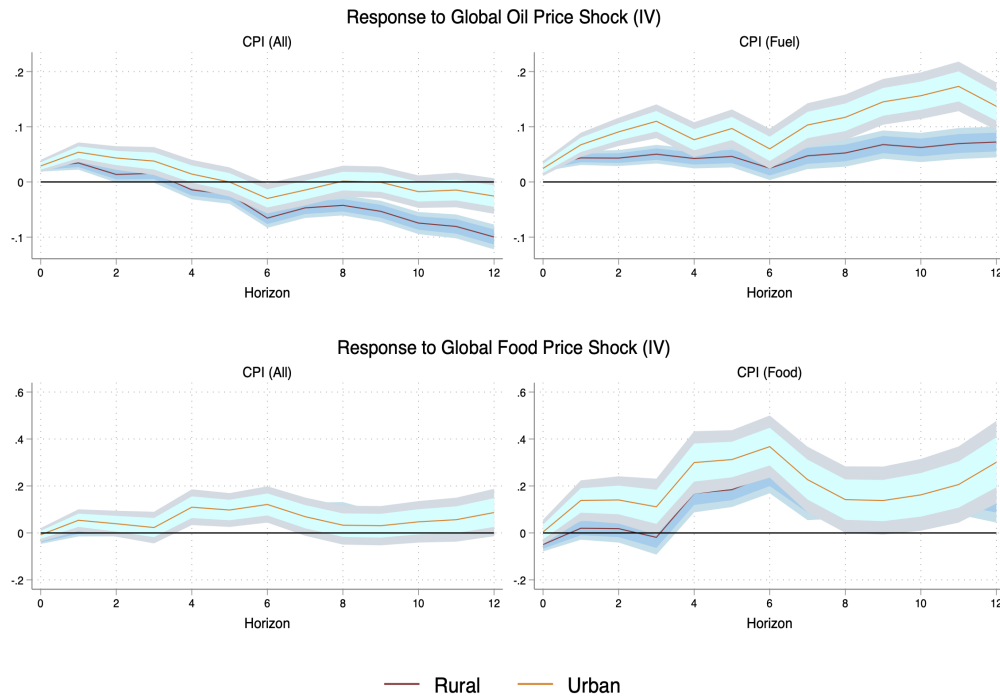 Response to Global Oil Price Shock (IV)
CPI (All)
CPI (Fuel)
.2
.1
0
-.1
0 2 4 6 8 10 12
Horizon
.2
.1
0
-.1
0 2 4 6 8 10 12
Horizon
Response to Global Food Price Shock (IV)
CPI (All)
CPI (Food)
.6
.4
.2
0
-.2
0 2 4 6 8 10 12
Horizon
.6
.4
.2
0
-.2
0 2 4 6 8 10 12
Horizon
Rural Urban